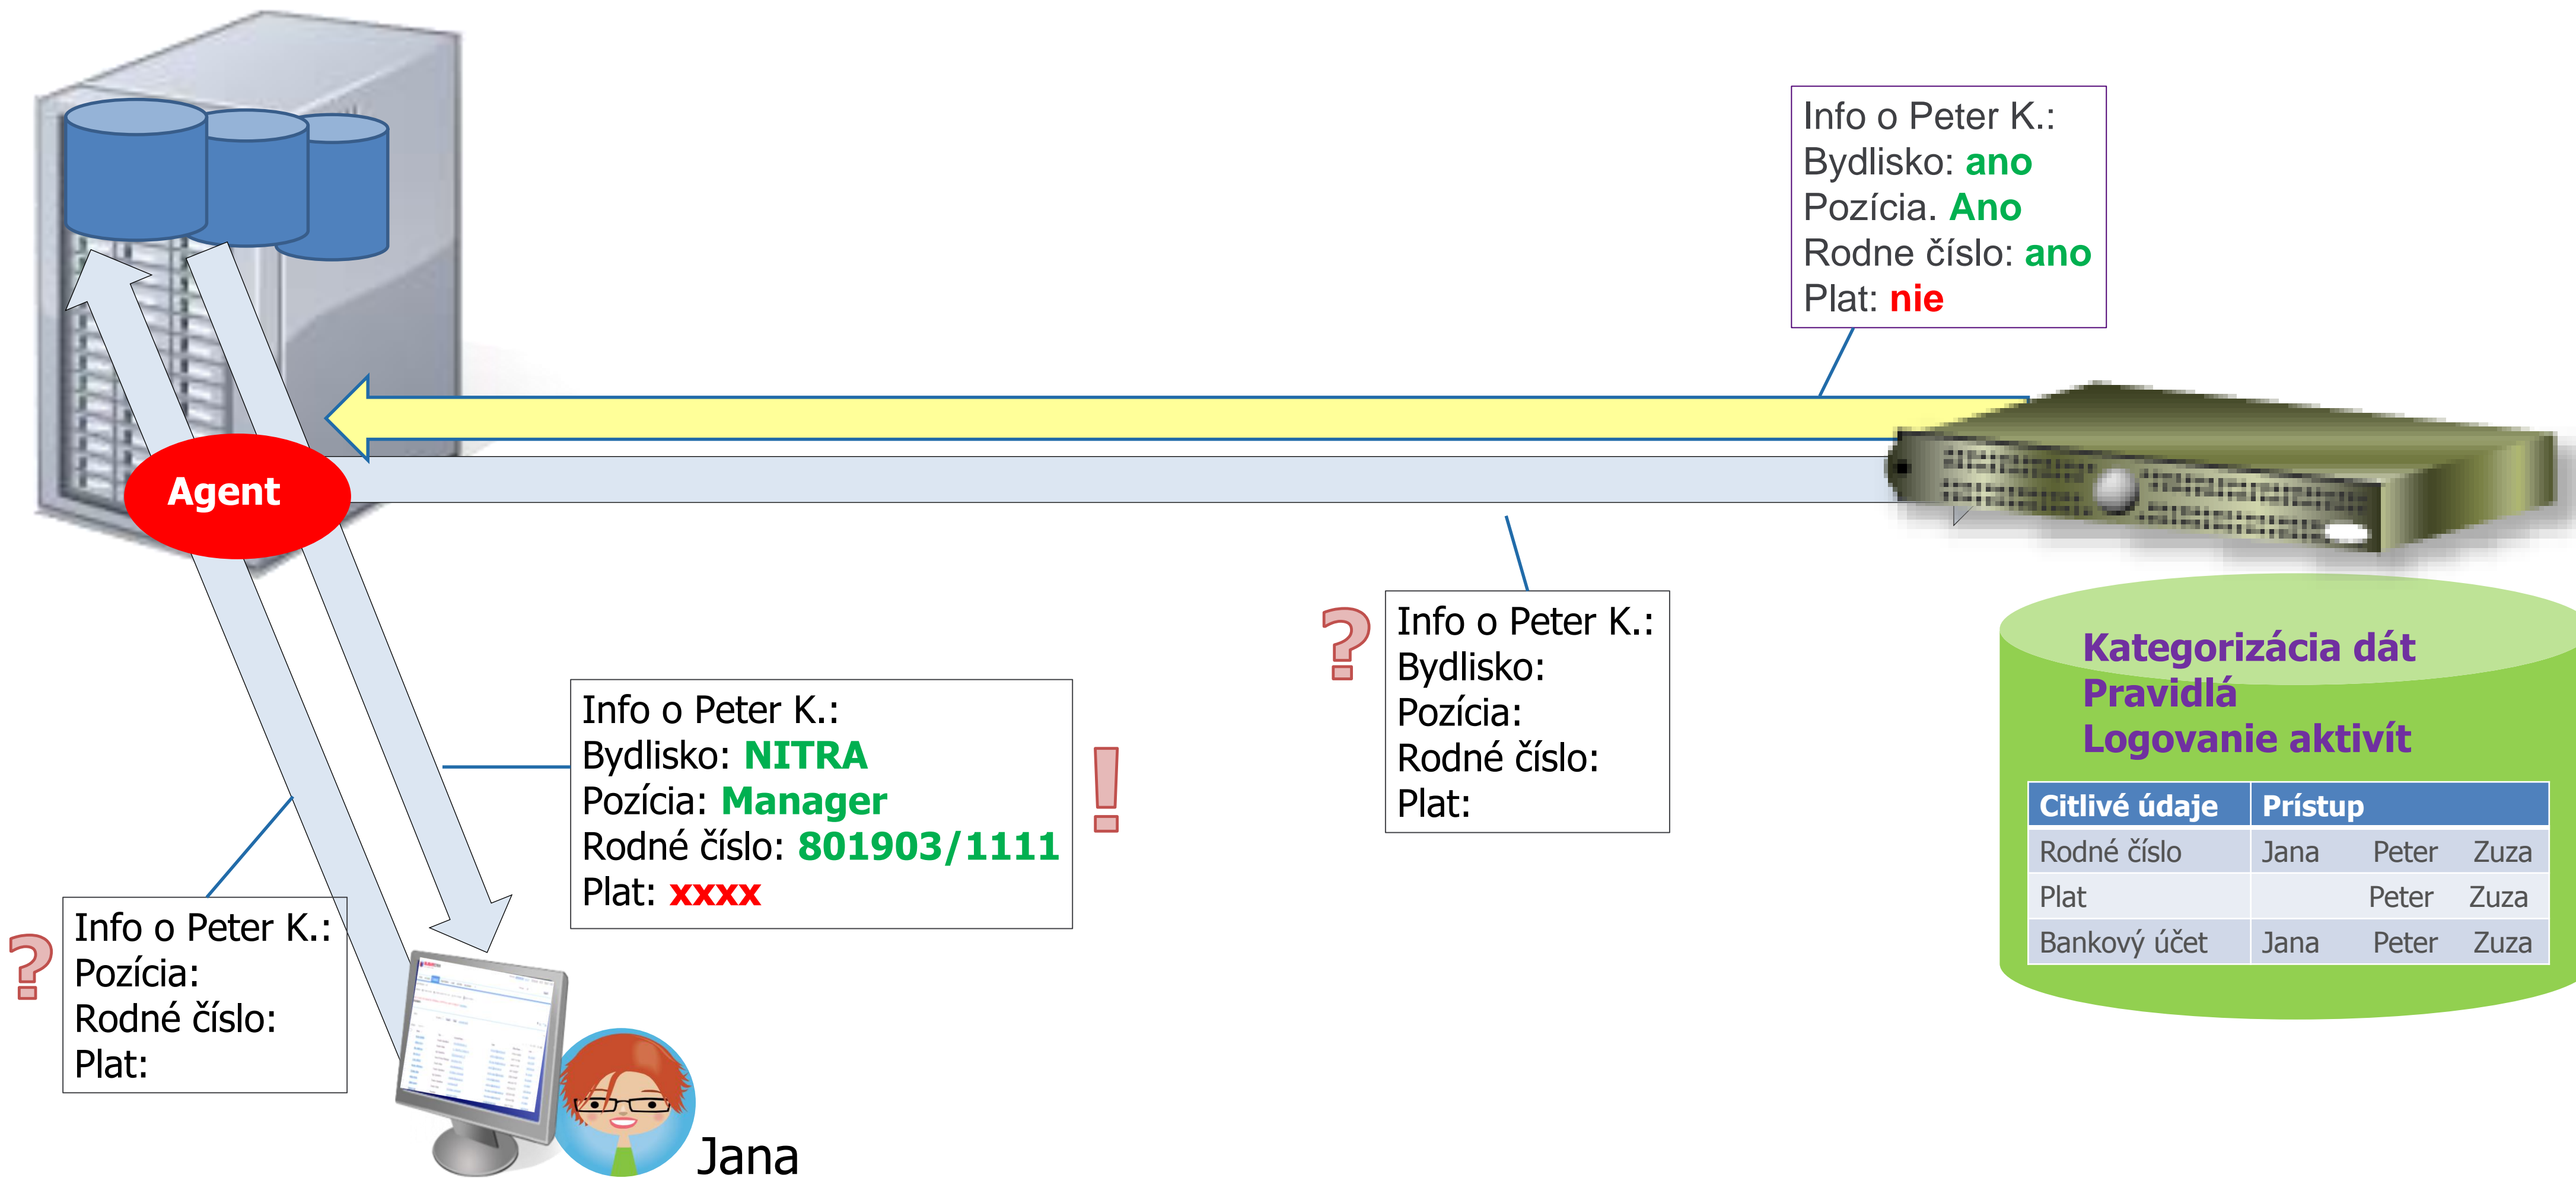 Info o Peter K.:
Bydlisko: ano
Pozícia. Ano
Rodne číslo: ano
Plat: nie
Agent
Info o Peter K.:
Bydlisko:
Pozícia:
Rodné číslo:
Plat:
?
Kategorizácia dát
Pravidlá
Logovanie aktivít
Citlivé údaje Prístup
Rodné číslo Jana Peter Zuza
Plat Peter Zuza
Bankový účet Jana Peter Zuza
Info o Peter K.:
Bydlisko: NITRA
Pozícia: Manager
Rodné číslo: 801903/1111
Plat: xxxx
!
Info o Peter K.:
Pozícia:
Rodné číslo:
Plat:
?
Jana